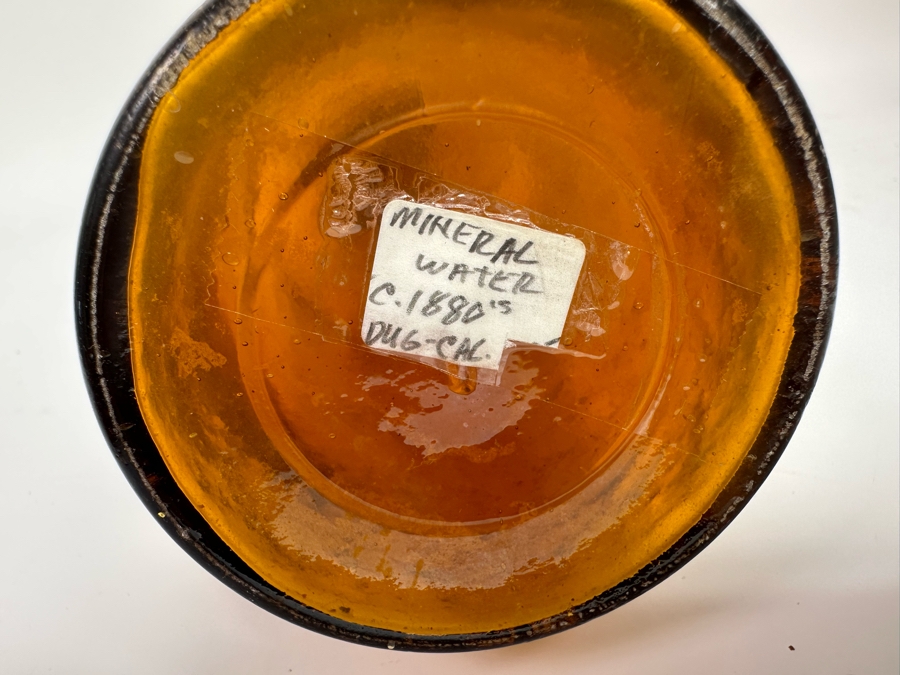 MINERAL
WATER
C. 1880'S
DUG-CAL.